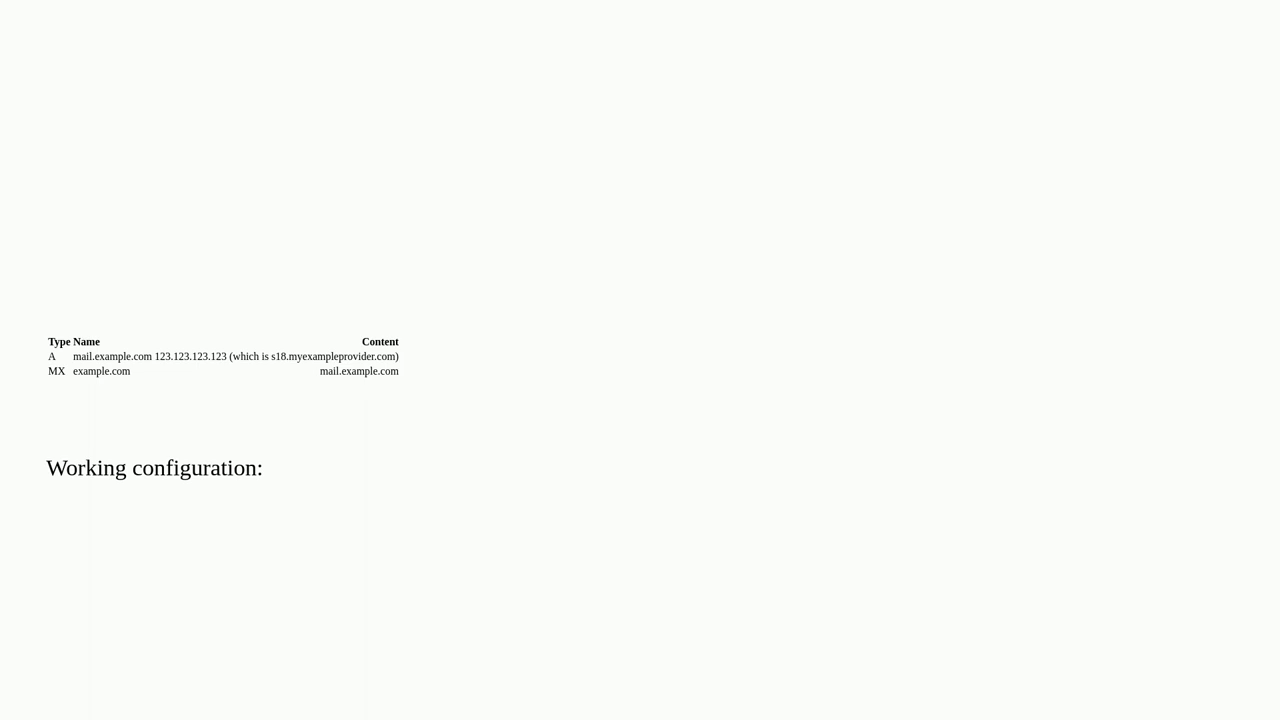 Type Name Content
A mail.example.com 123.123.123.123 (which is s18.myexampleprovider.com)
MX example.com mail.example.com
Working configuration: